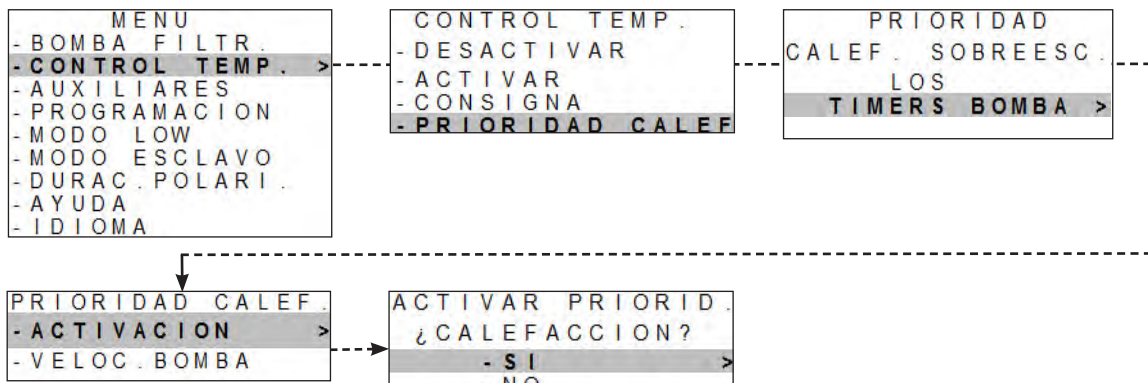 MENU
-BOMBA FILTR.
-CONTROL TEMP. >
-AUXILIARES
-PROGRAMACION
-MODO LOW
-MODO ESCLAVO
-DURAC.POLARI.
-AYUDA
-IDIOMA
CONTROL TEMP.
-DESACTIVAR
-ACTIVAR
-CONSIGNA
-PRIORIDAD CALEF
PRIORIDAD
CALEF. SOBREESC.
LOS
TIMERS BOMBA >
PRIORIDAD CALEF.
-ACTIVACION >
-VELOC.BOMBA
ACTIVAR PRIORID.
¿CALEFACCION?
-SI >
NO